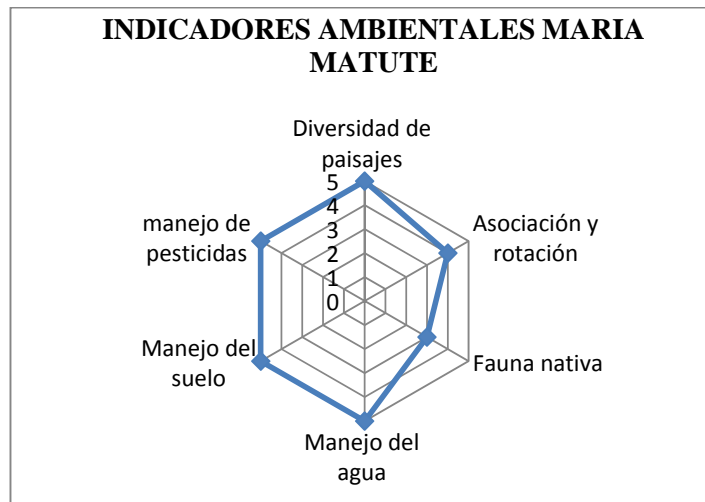 INDICADORES AMBIENTALES MARIA
MATUTE
Diversidad de
paisajes
5
4
3
2
1
0
Asociación y
rotación
Fauna nativa
Manejo del
agua
Manejo del
suelo
manejo de
pesticidas